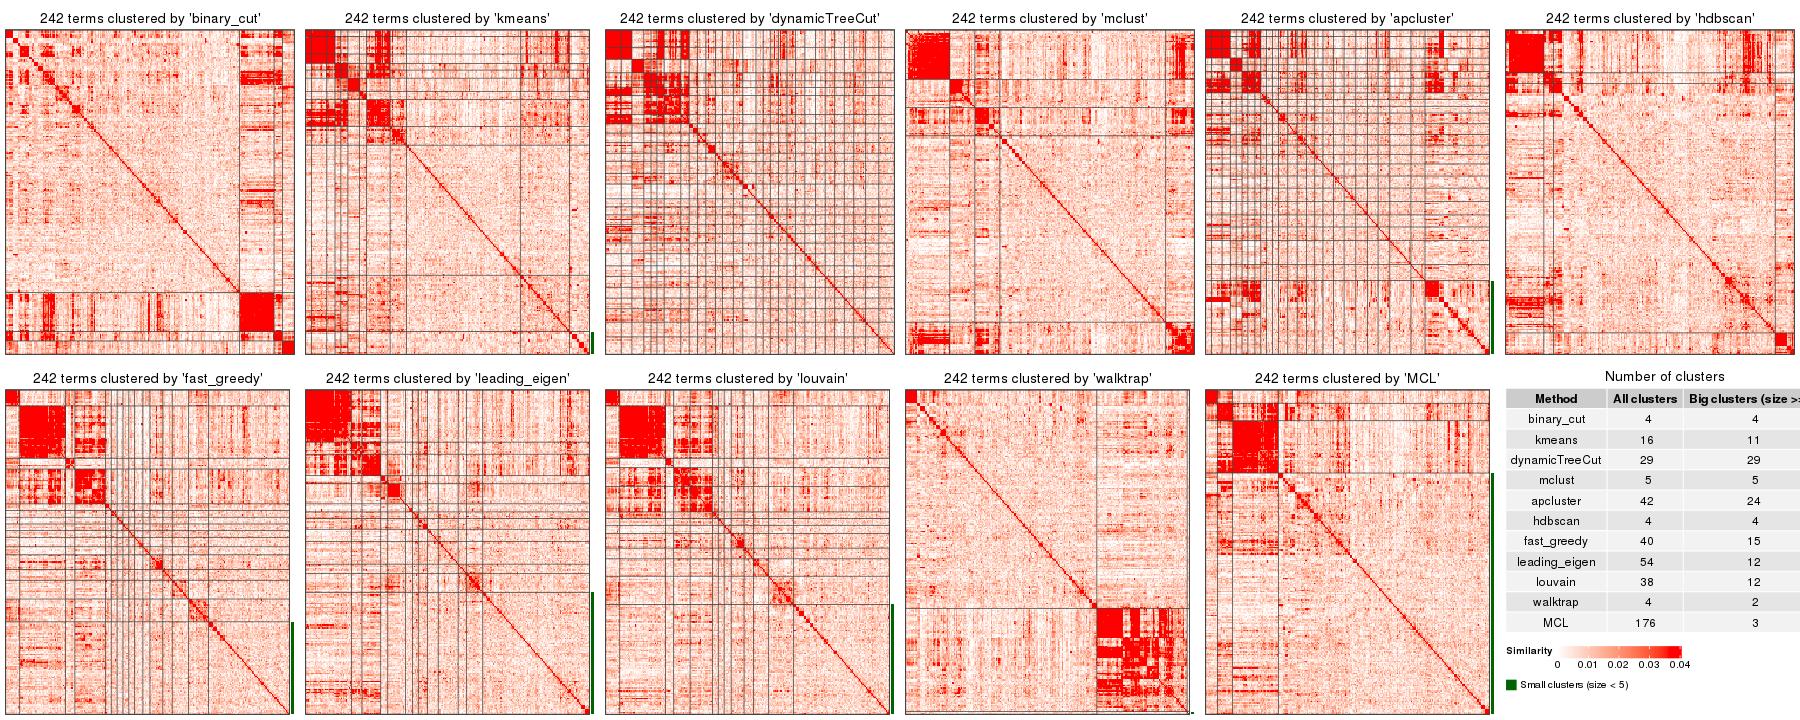 242 terms clustered by 'binary_cut'
242 terms clustered by 'kmeans'
242 terms clustered by 'dynamicTreeCut'
242 terms clustered by 'mclust'
242 terms clustered by 'apcluster'
242 terms clustered by 'hdbscan'
242 terms clustered by 'fast_greedy'
242 terms clustered by 'leading_eigen'
242 terms clustered by 'louvain'
242 terms clustered by 'walktrap'
242 terms clustered by 'MCL'
Number of clusters
Method All clusters Big clusters (size >=
binary_cut 4 4
kmeans 16 11
dynamicTreeCut 29 29
mclust 5 5
apcluster 42 24
hdbscan 4 4
fast_greedy 40 15
leading_eigen 54 12
louvain 38 12
walktrap 4 2
MCL 176 3
Similarity
0 0.01 0.02 0.03 0.04
Small clusters (size < 5)